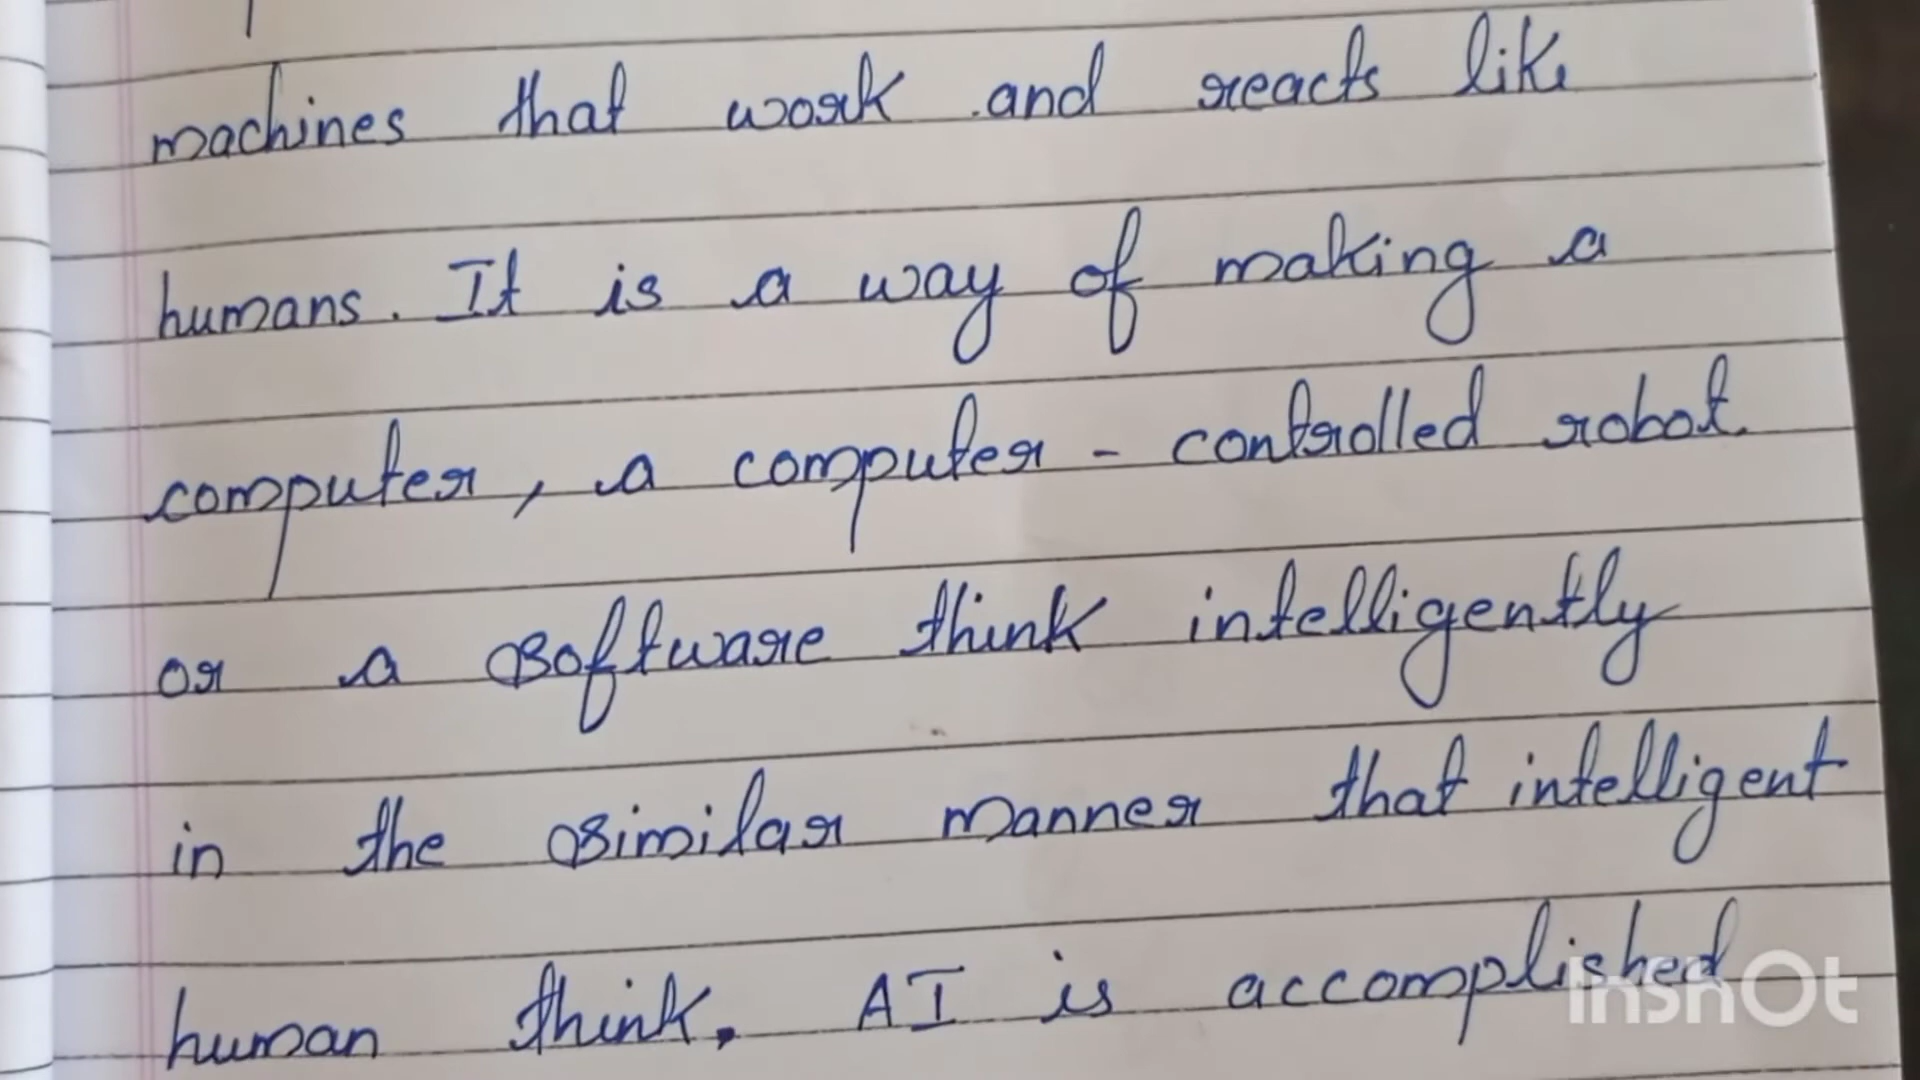 machines that work and reacts like
humans. It is a way of making a
computer, a computer - controlled robot
or a software think intelligently
in the similar manner that intelligent
human think. AI is accomplished
InShOt